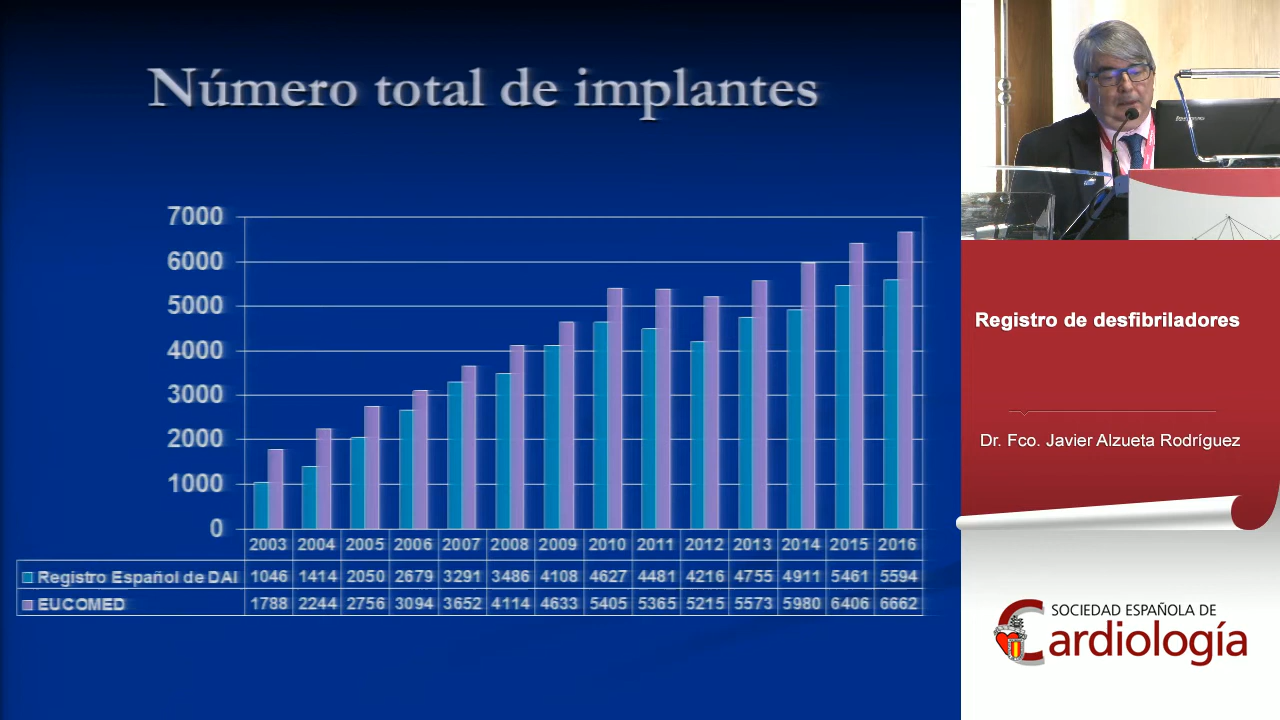 Número total de implantes
7000
6000
5000
4000
3000
2000
1000
0
2003 2004 2005 2006 2007 2008 2009 2010 2011 2012 2013 2014 2015 2016
Registro Español de DAI 1046 1414 2050 2679 3291 3486 4108 4627 4481 4216 4755 4911 5461 5594
EUCOMED 1788 2244 2756 3094 3652 4114 4633 5405 5365 5215 5573 5980 6406 6662
Registro de desfibriladores
Dr. Fco. Javier Alzueta Rodríguez
SOCIEDAD ESPAÑOLA DE
Cardiología